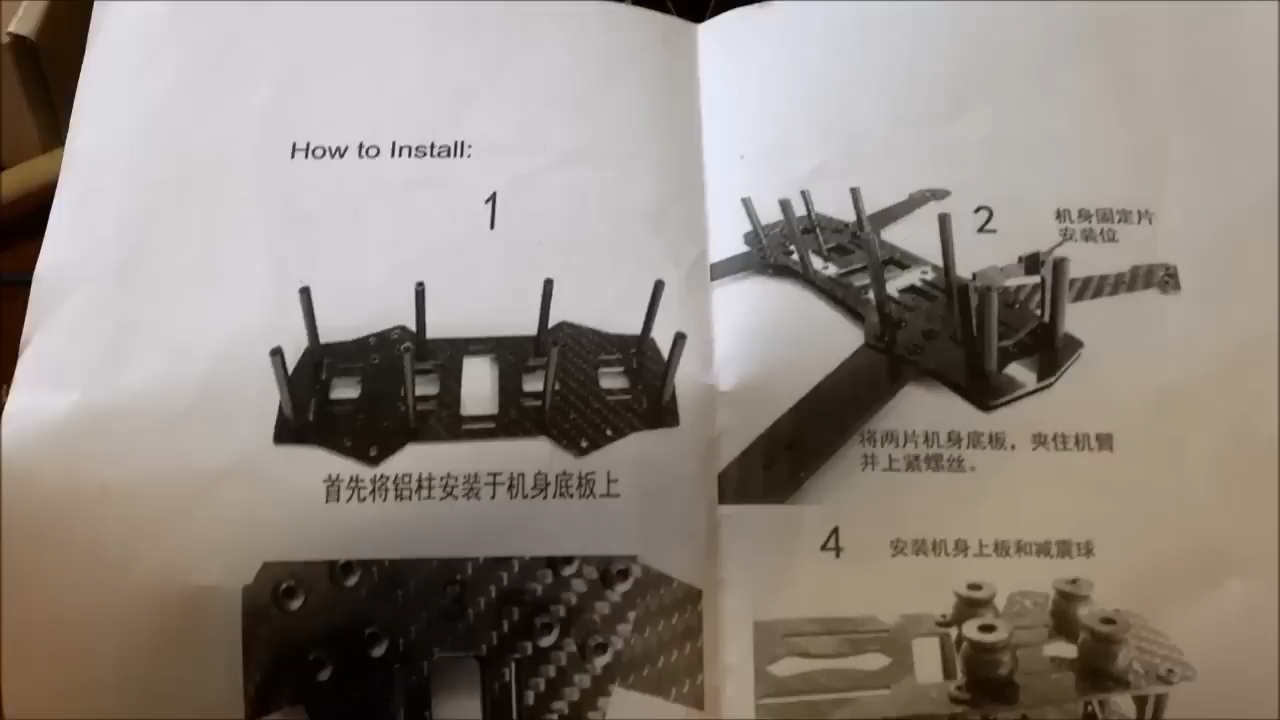 How to Install:
1
首先将铝柱安装于机身底板上
2
机身固定片
安装位
将两片机身底板，夹住机臂
并上紧螺丝。
4
安装机身上板和减震球